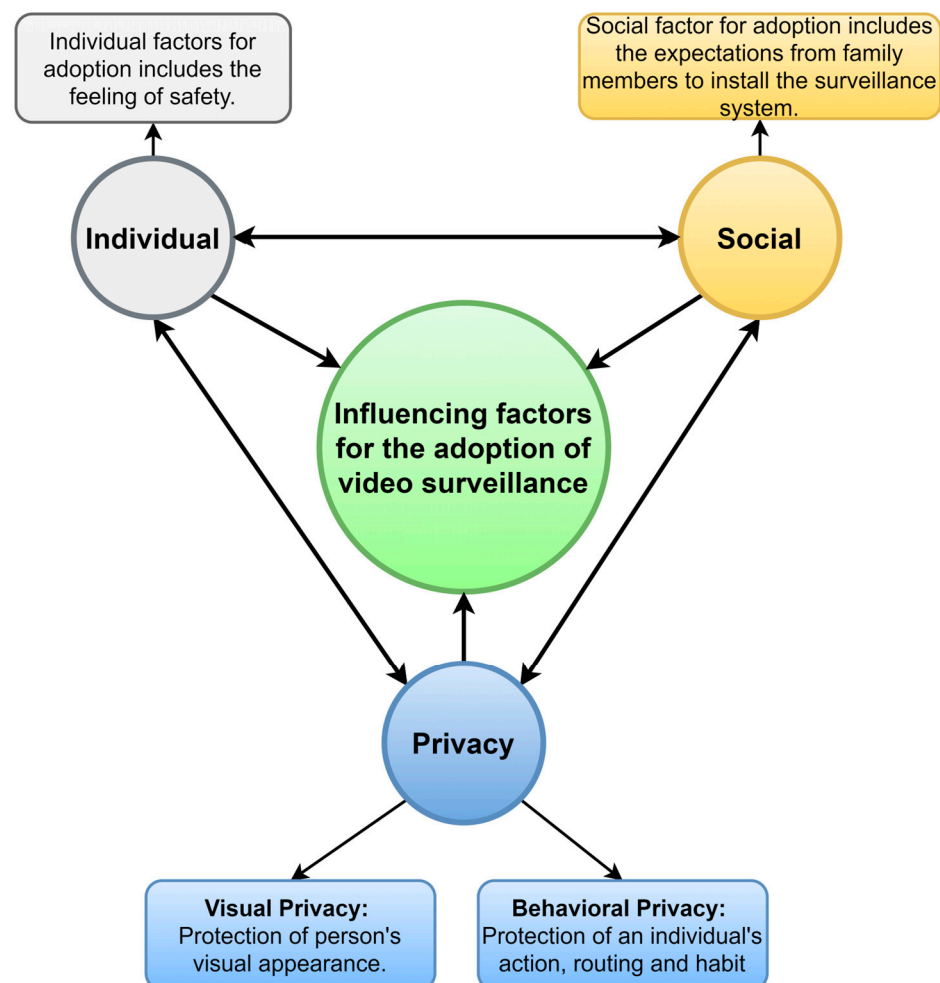 Individual factors for
adoption includes the
feeling of safety.
Social factor for adoption includes
the expectations from family
members to install the surveillance
system.
Individual
Social
Influencing factors
for the adoption of
video surveillance
Privacy
Visual Privacy:
Protection of person's
visual appearance.
Behavioral Privacy:
Protection of an individual's
action, routing and habit